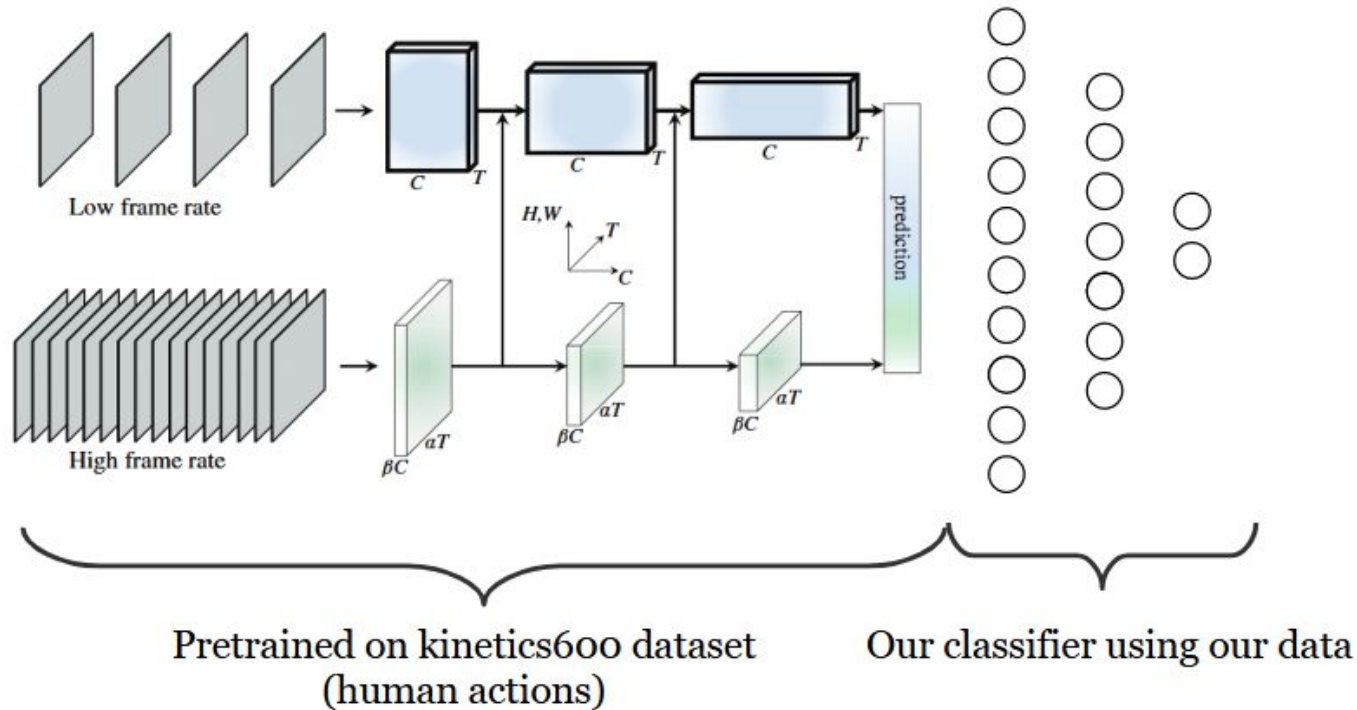 Low frame rate
High frame rate
C
T
C
T
C
T
H,W
T
C
βC
αT
βC
αT
βC
αT
prediction
Pretrained on kinetics600 dataset
(human actions)
Our classifier using our data